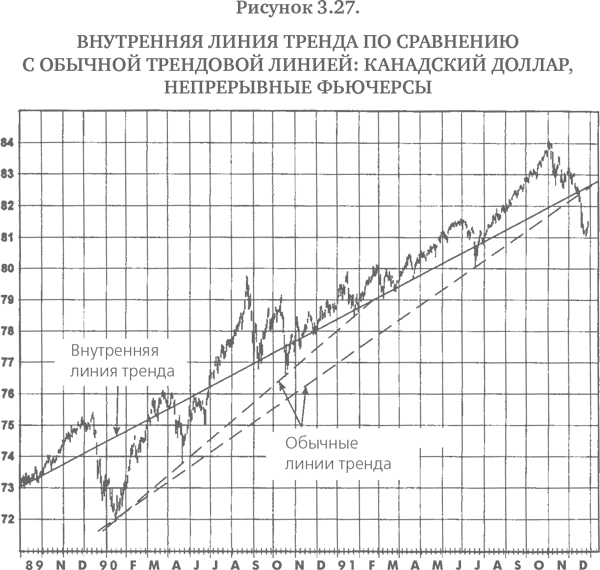 Рисунок 3.27.
ВНУТРЕННЯЯ ЛИНИЯ ТРЕНДА ПО СРАВНЕНИЮ
С ОБЫЧНОЙ ТРЕНДОВОЙ ЛИНИЕЙ: КАНАДСКИЙ ДОЛЛАР,
НЕПРЕРЫВНЫЕ ФЬЮЧЕРСЫ
84
83
82
81
80
79
78
77
76
75
74
73
72
Внутренняя
линия тренда
Обычные
линии тренда
89 N D 90 F M A M J J A S O N D 91 F M A M J J A S O N D